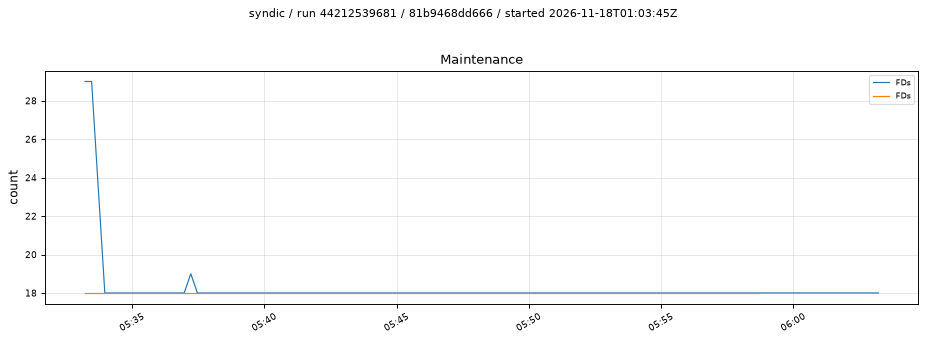 syndic / run 44212539681 / 81b9468dd666 / started 2026-11-18T01:03:45Z
Maintenance
FDs
FDs
count
28
26
24
22
20
18
05:35
05:40
05:45
05:50
05:55
06:00